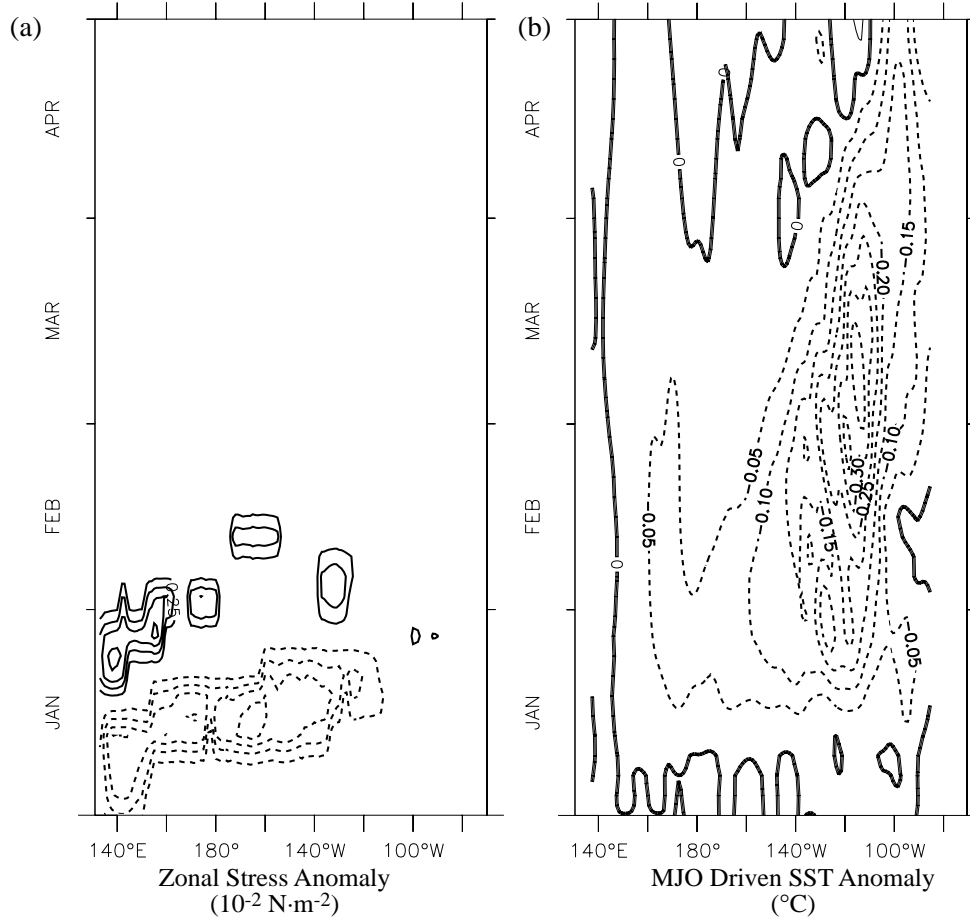 (a)
APR
MAR
FEB
JAN
0.25
140°E 180° 140°W 100°W
Zonal Stress Anomaly
(10-2 N·m-2)
(b)
APR
MAR
FEB
JAN
0
0
0
0
-0.15
-0.20
-0.05
-0.10
-0.05
-0.15
-0.30
-0.25
-0.10
-0.05
140°E 180° 140°W 100°W
MJO Driven SST Anomaly
(°C)